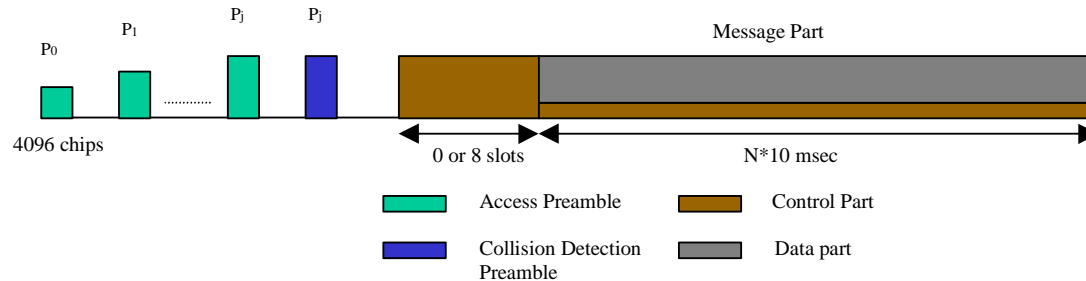 P0
P1
Pj
Pj
Message Part
.............
4096 chips
0 or 8 slots
N*10 msec
Access Preamble
Control Part
Collision Detection
Preamble
Data part